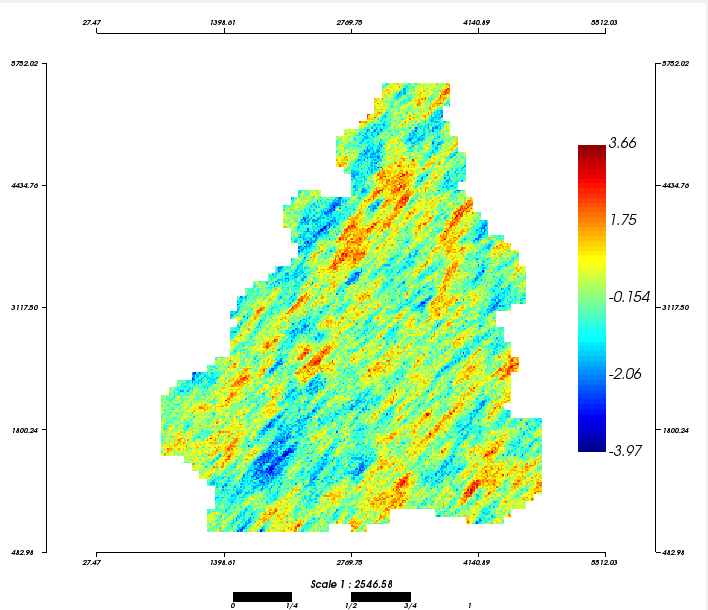 27.47 1398.61 2709.75 4140.89 5512.03
5752.02 5752.02
3.66
4434.76 4434.76
1.75
-0.154
3117.50 3117.50
-2.06
1800.24 1800.24
-3.97
482.98 482.98
27.47 1398.61 2709.75 4140.89 5512.03
Scale 1 : 2546.58
0 1/4 1/2 3/4 1